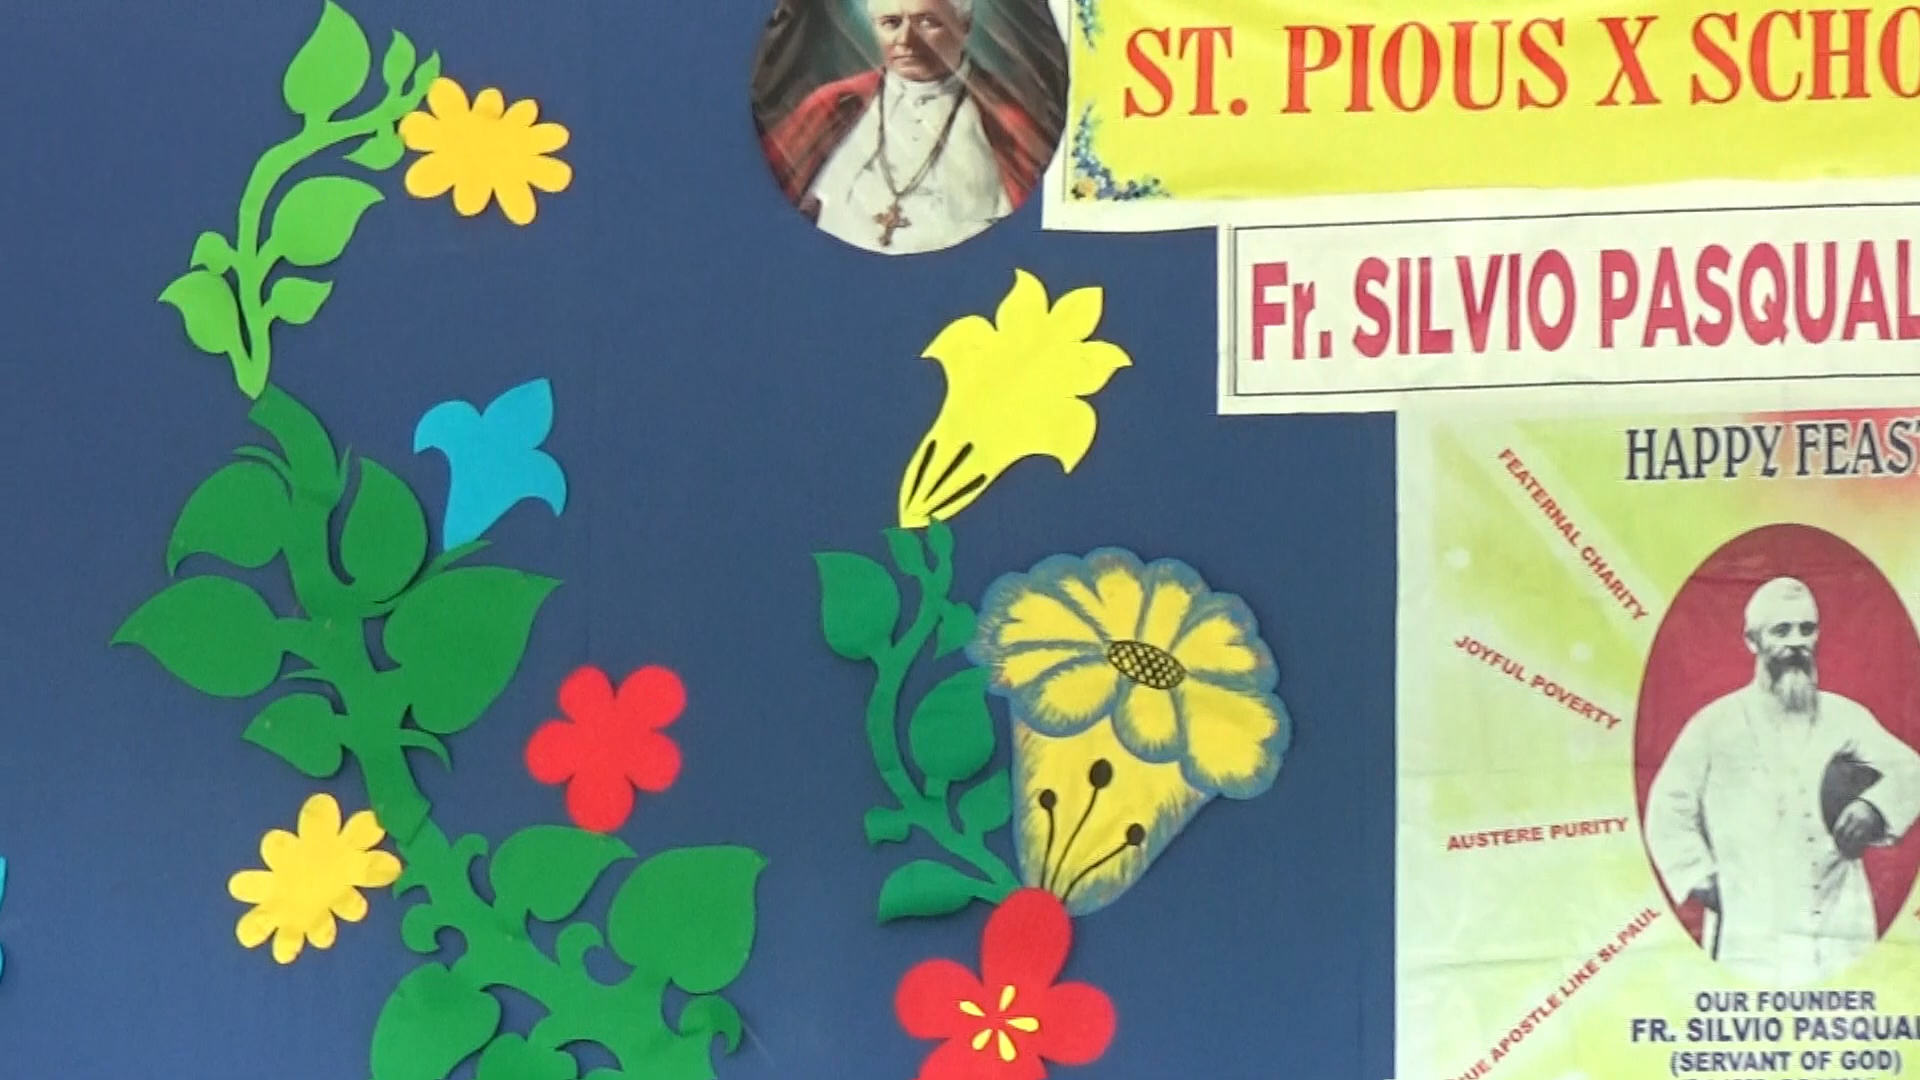 ST. PIOUS X SCHO
Fr. SILVIO PASQUAL
HAPPY FEAST
FEATERNAL CHARITY
JOYFUL POVERTY
AUSTERE PURITY
APOSTLE LIKE St. PAUL
OUR FOUNDER
FR. SILVIO PASQUAL
(SERVANT OF GOD)